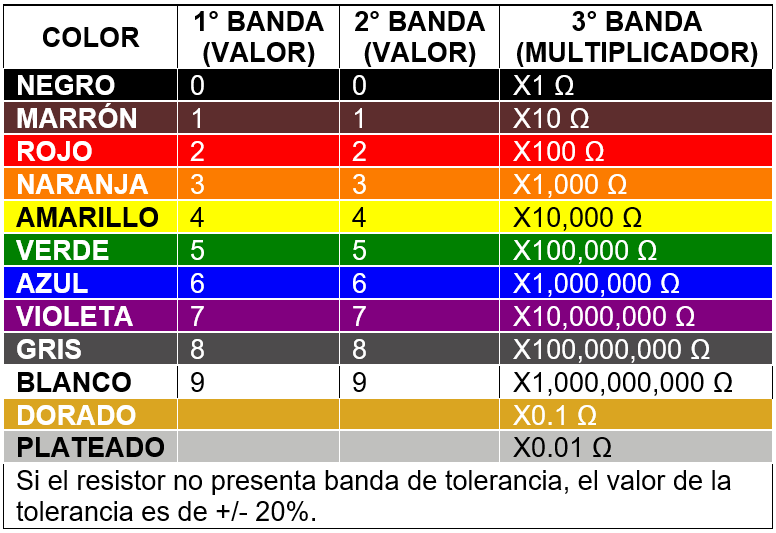 COLOR 1° BANDA (VALOR) 2° BANDA (VALOR) 3° BANDA (MULTIPLICADOR)
NEGRO 0 0 X1 Ω
MARRÓN 1 1 X10 Ω
ROJO 2 2 X100 Ω
NARANJA 3 3 X1,000 Ω
AMARILLO 4 4 X10,000 Ω
VERDE 5 5 X100,000 Ω
AZUL 6 6 X1,000,000 Ω
VIOLETA 7 7 X10,000,000 Ω
GRIS 8 8 X100,000,000 Ω
BLANCO 9 9 X1,000,000,000 Ω
DORADO X0.1 Ω
PLATEADO X0.01 Ω
Si el resistor no presenta banda de tolerancia, el valor de la
tolerancia es de +/- 20%.